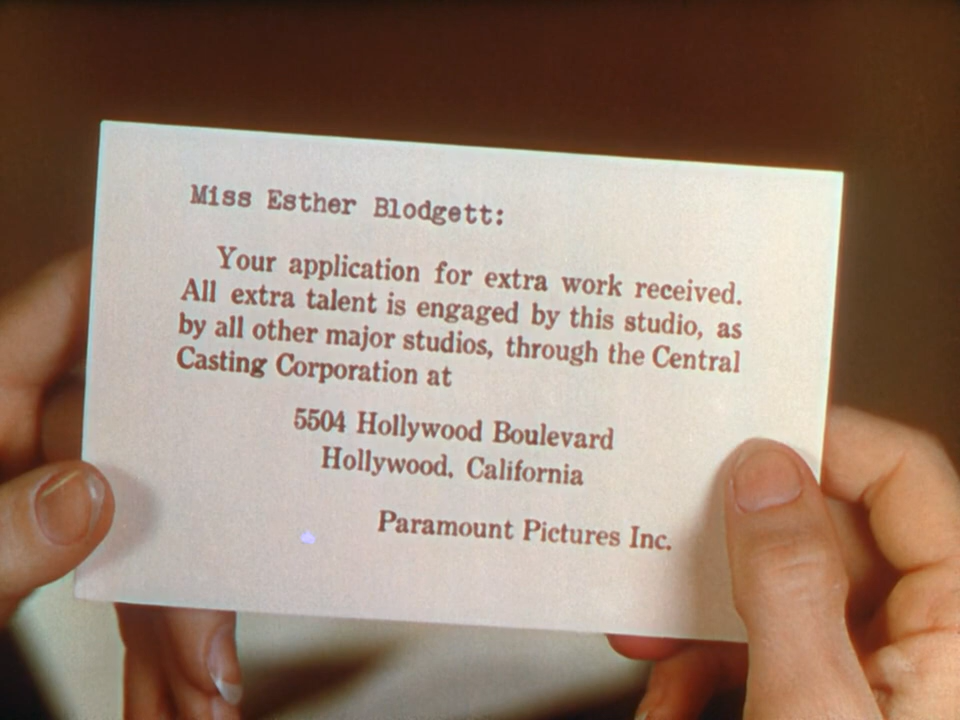 Miss Esther Blodgett:
Your application for extra work received.
All extra talent is engaged by this studio, as
by all other major studios, through the Central
Casting Corporation at
5504 Hollywood Boulevard
Hollywood, California
Paramount Pictures Inc.